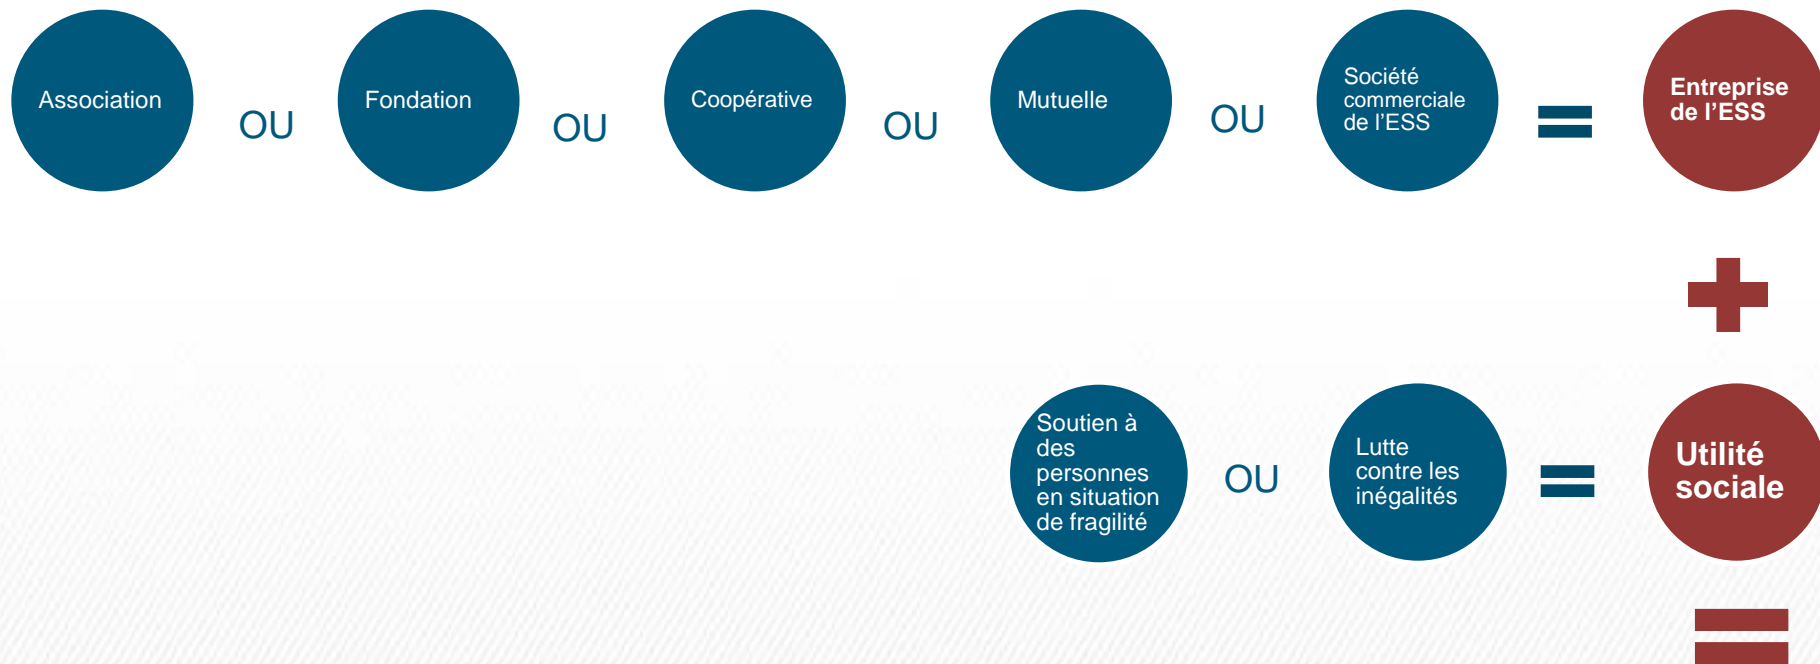 Association
OU
Fondation
OU
Coopérative
OU
Mutuelle
OU
Société
commerciale
de l'ESS
=
Entreprise
de l'ESS
+
Soutien à
des
personnes
en situation
de fragilité
OU
Lutte
contre les
inégalités
=
Utilité
sociale
=